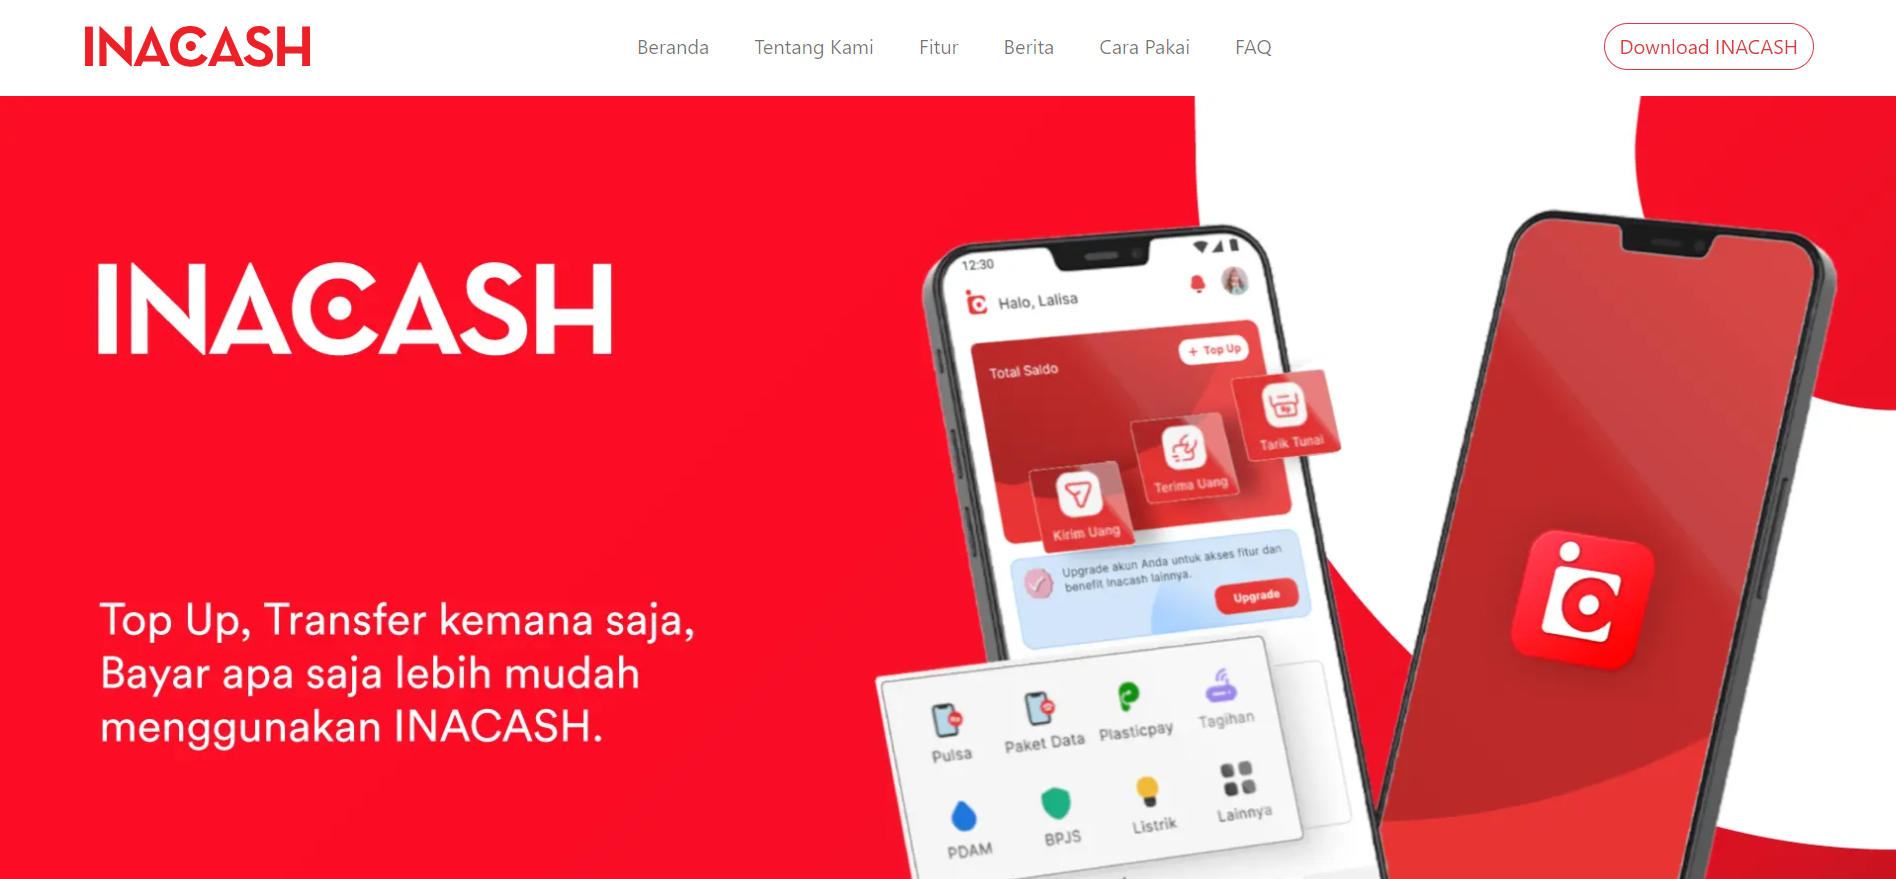 INACASH
Beranda
Tentang Kami
Fitur
Berita
Cara Pakai
FAQ
Download INACASH
INACASH
Top Up, Transfer kemana saja,
Bayar apa saja lebih mudah
menggunakan INACASH.
12:30
Halo, Lalisa
Total Saldo
+ Top Up
Kirim Uang
Terima Uang
Tarik Tunai
Upgrade akun Anda untuk akses fitur dan
benefit Inacash lainnya.
Upgrade
Pulsa
Paket Data
Plasticpay
Tagihan
PDAM
BPJS
Listrik
Lainnya